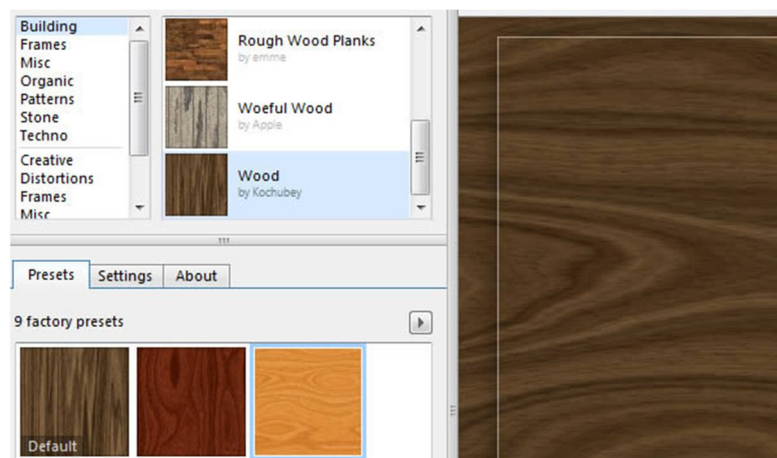 Building
Frames
Misc
Organic
Patterns
Stone
Techno
Creative
Distortions
Frames
Misc
Rough Wood Planks
by emme
Woeful Wood
by Apple
Wood
by Kochubey
Presets
Settings
About
9 factory presets
Default